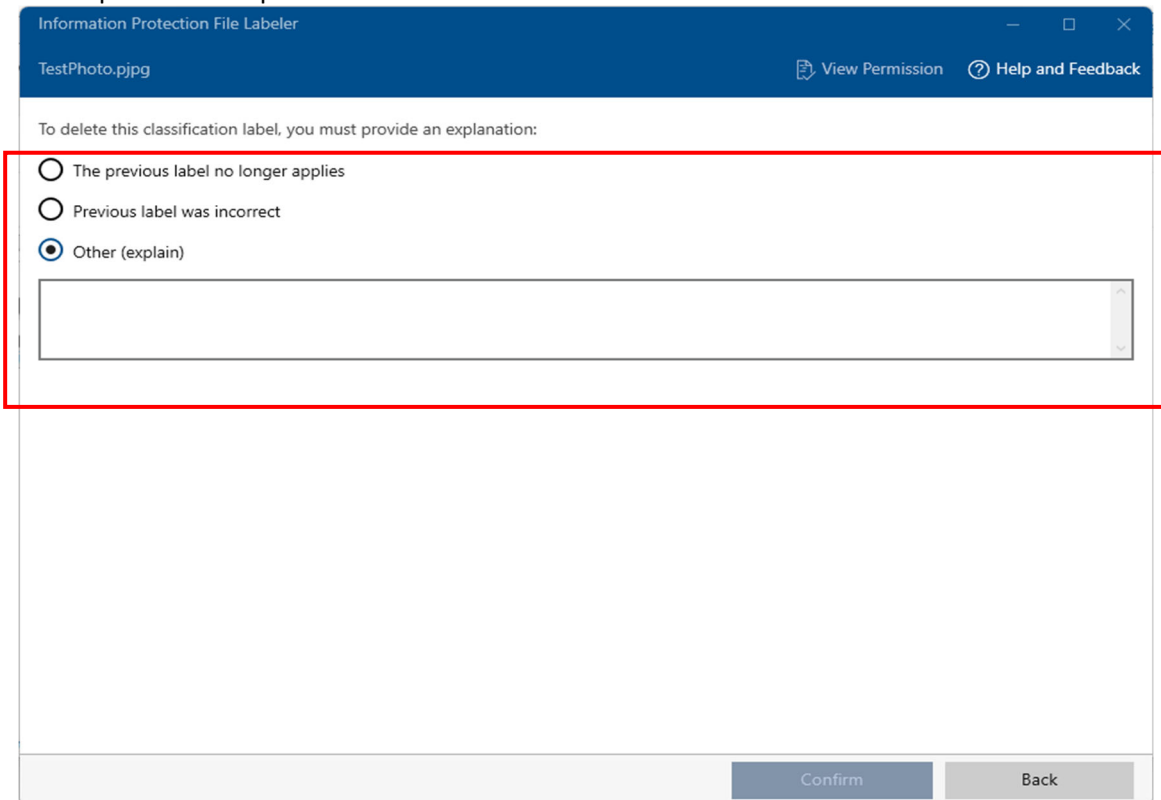 Information Protection File Labeler
TestPhoto.pjpg View Permission Help and Feedback
To delete this classification label, you must provide an explanation:
The previous label no longer applies
Previous label was incorrect
Other (explain)
Confirm Back